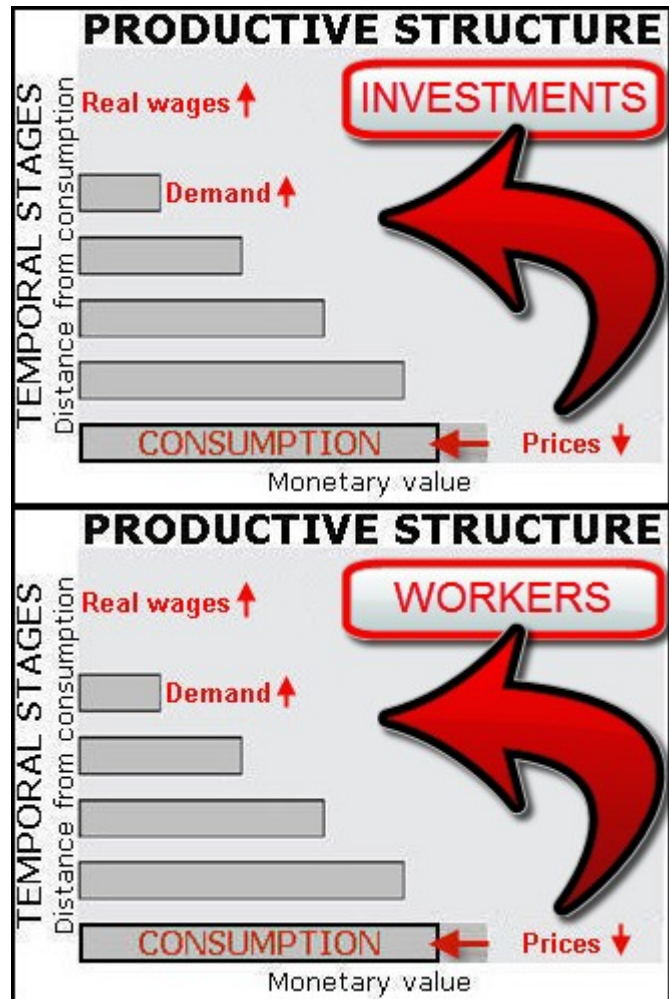 PRODUCTIVE STRUCTURE
TEMPORAL STAGES
Distance from consumption
Real wages
INVESTMENTS
Demand
CONSUMPTION
Prices
Monetary value
PRODUCTIVE STRUCTURE
TEMPORAL STAGES
Distance from consumption
Real wages
WORKERS
Demand
CONSUMPTION
Prices
Monetary value